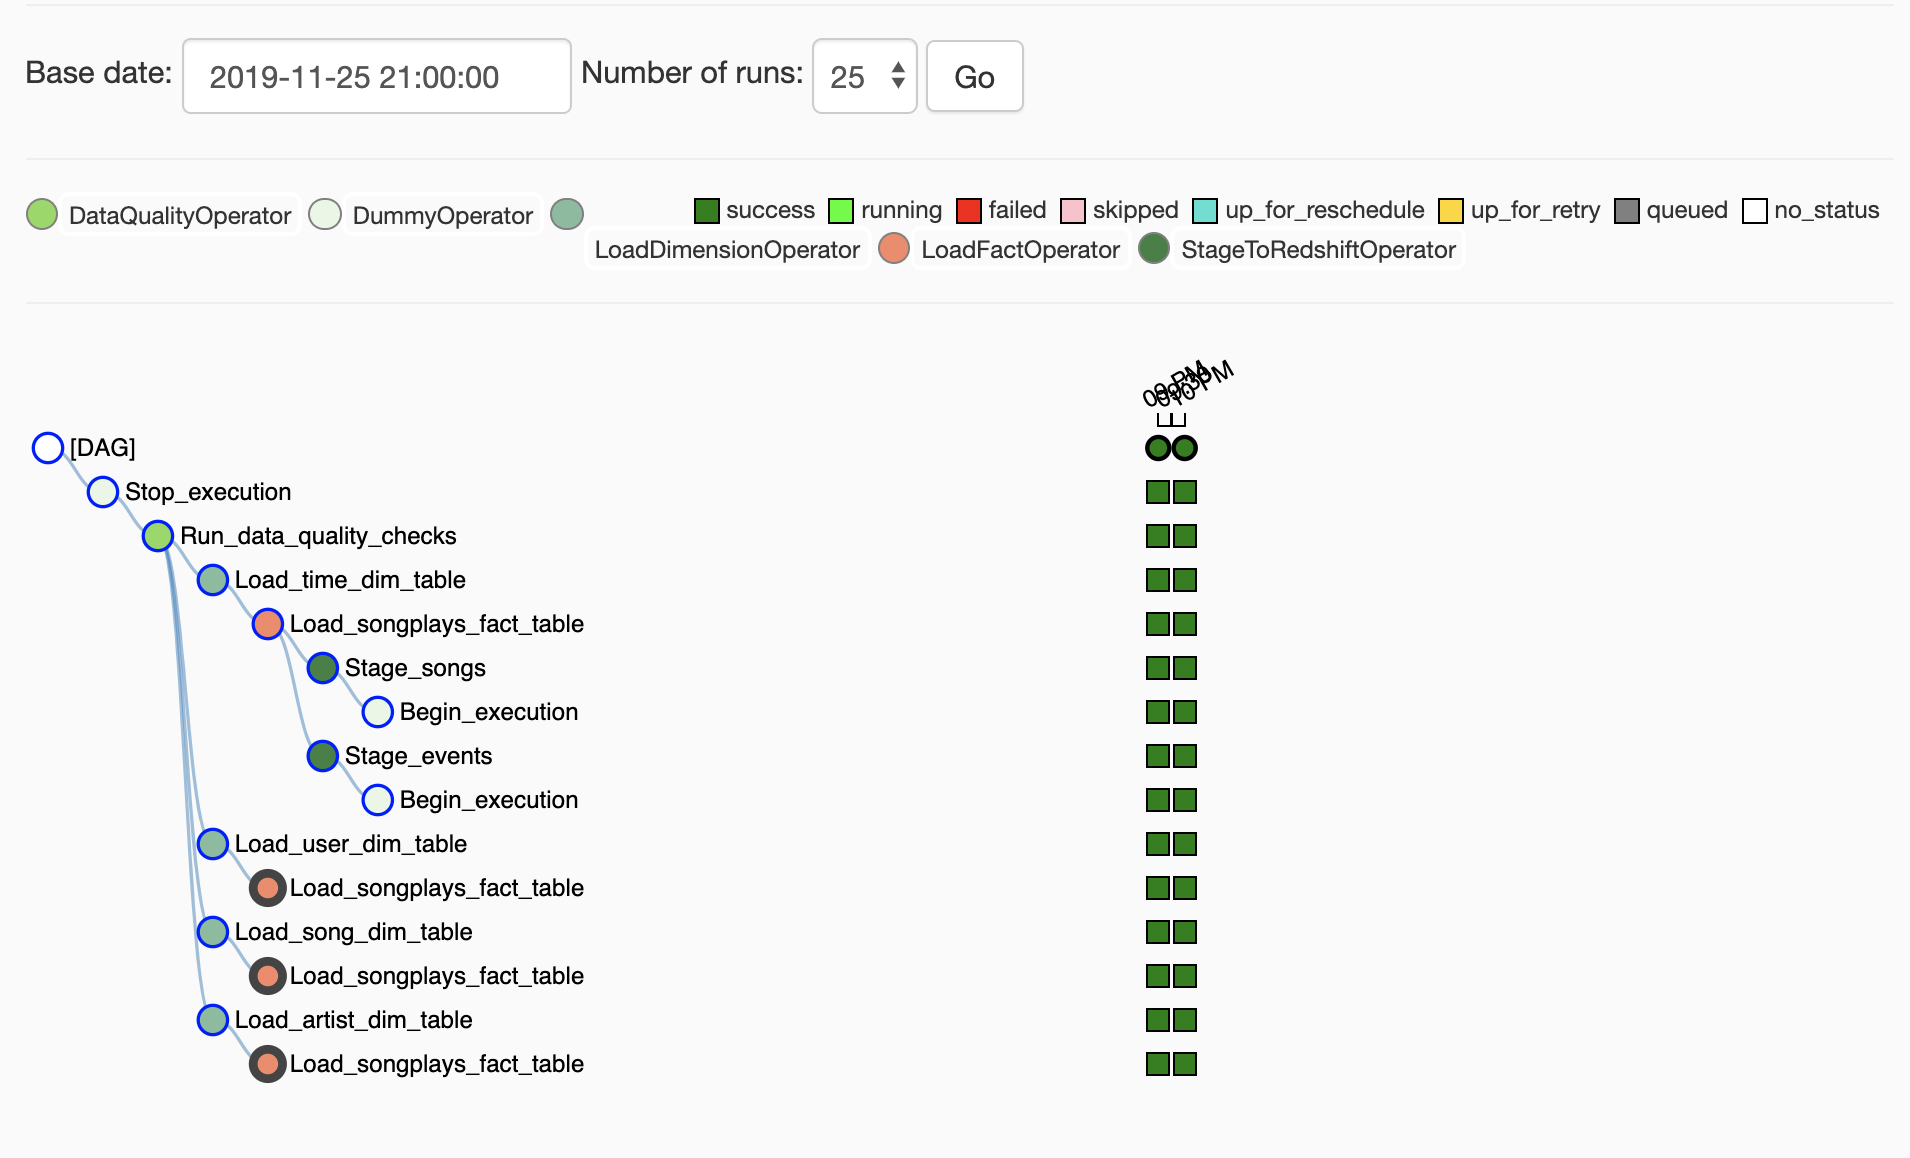 Base date: 2019-11-25 21:00:00 Number of runs: 25 Go
DataQualityOperator DummyOperator success running failed skipped up_for_reschedule up_for_retry queued no_status
LoadDimensionOperator LoadFactOperator StageToRedshiftOperator
[DAG]
Stop_execution
Run_data_quality_checks
Load_time_dim_table
Load_songplays_fact_table
Stage_songs
Begin_execution
Stage_events
Begin_execution
Load_user_dim_table
Load_songplays_fact_table
Load_song_dim_table
Load_songplays_fact_table
Load_artist_dim_table
Load_songplays_fact_table